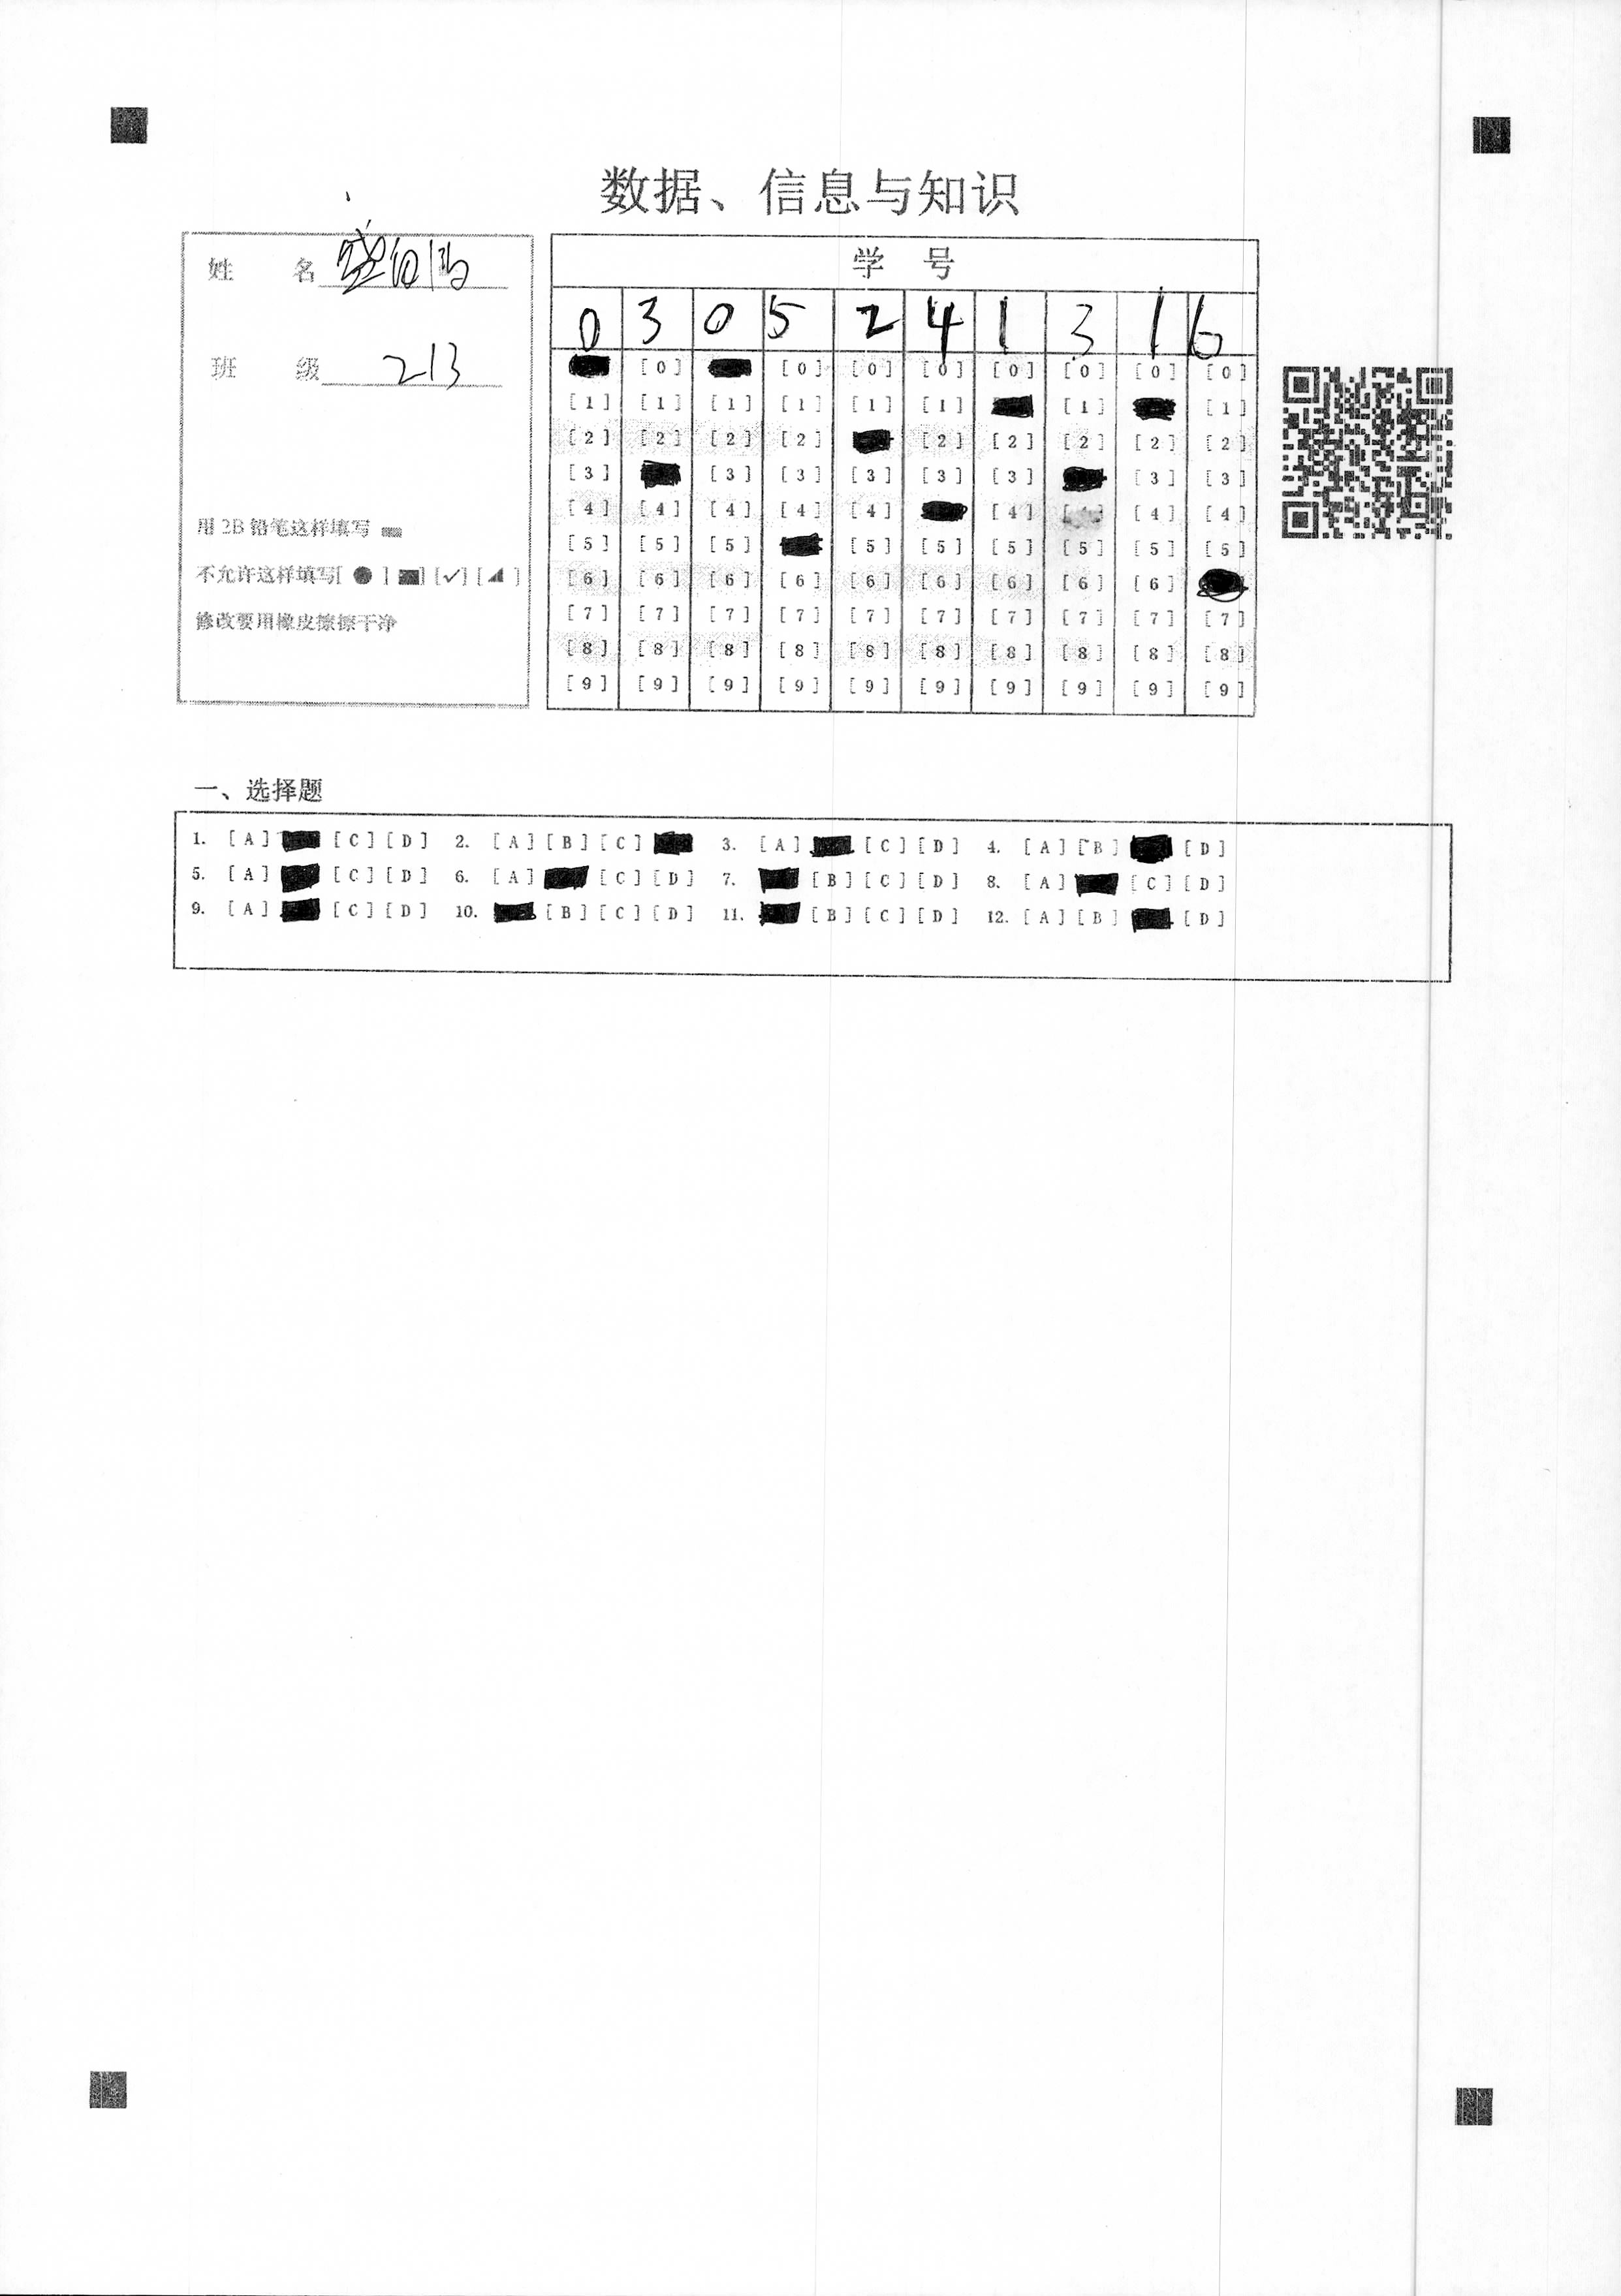 数据、信息与知识
姓 名
班 级 213
用2B铅笔这样填写
不允许这样填写[ ● ] [■] [✓] [◢ ]
修改要用橡皮擦擦干净
学 号
0 3 0 5 2 4 1 3 1 6
[0] [0] [0] [0] [0] [0] [0] [0]
[1] [1] [1] [1] [1] [1] [1] [1]
[2] [2] [2] [2] [2] [2] [2] [2] [2]
[3] [3] [3] [3] [3] [3] [3] [3]
[4] [4] [4] [4] [4] [4] [4] [4]
[5] [5] [5] [5] [5] [5] [5] [5] [5]
[6] [6] [6] [6] [6] [6] [6] [6] [6]
[7] [7] [7] [7] [7] [7] [7] [7] [7] [7]
[8] [8] [8] [8] [8] [8] [8] [8] [8] [8]
[9] [9] [9] [9] [9] [9] [9] [9] [9] [9]
一、选择题
1. [A] [C] [D] 2. [A] [B] [C] 3. [A] [C] [D] 4. [A] [B] [D]
5. [A] [C] [D] 6. [A] [C] [D] 7. [B] [C] [D] 8. [A] [C] [D]
9. [A] [C] [D] 10. [B] [C] [D] 11. [B] [C] [D] 12. [A] [B] [D]